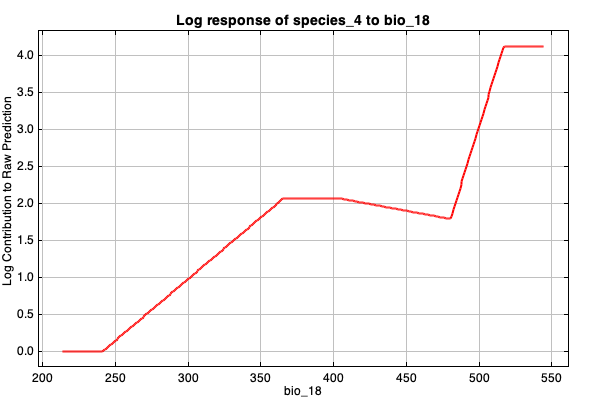 Log response of species_4 to bio_18
Log Contribution to Raw Prediction
4.0
3.5
3.0
2.5
2.0
1.5
1.0
0.5
0.0
200 250 300 350 400 450 500 550
bio_18